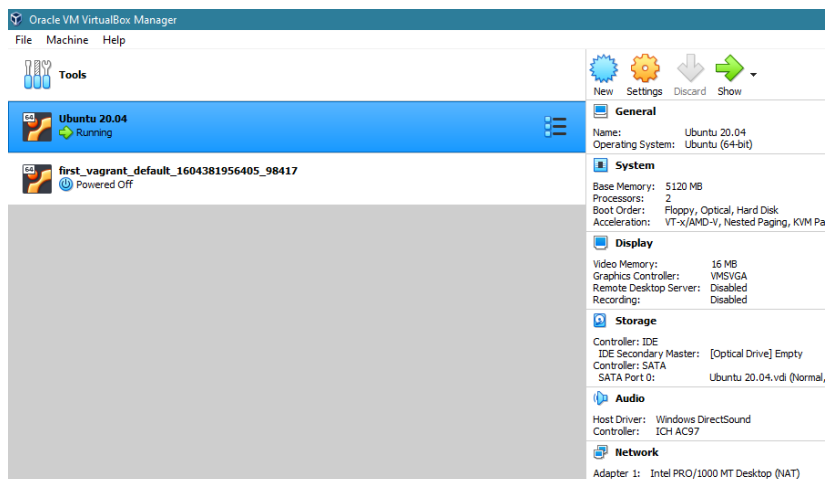 Oracle VM VirtualBox Manager
File Machine Help
Tools
New Settings Discard Show
64
Ubuntu 20.04
Running
64
first_vagrant_default_1604381956405_98417
Powered Off
General
Name: Ubuntu 20.04
Operating System: Ubuntu (64-bit)
System
Base Memory: 5120 MB
Processors: 2
Boot Order: Floppy, Optical, Hard Disk
Acceleration: VT-x/AMD-V, Nested Paging, KVM Pa
Display
Video Memory: 16 MB
Graphics Controller: VMSVGA
Remote Desktop Server: Disabled
Recording: Disabled
Storage
Controller: IDE
IDE Secondary Master: [Optical Drive] Empty
Controller: SATA
SATA Port 0: Ubuntu 20.04.vdi (Normal,
Audio
Host Driver: Windows DirectSound
Controller: ICH AC97
Network
Adapter 1: Intel PRO/1000 MT Desktop (NAT)